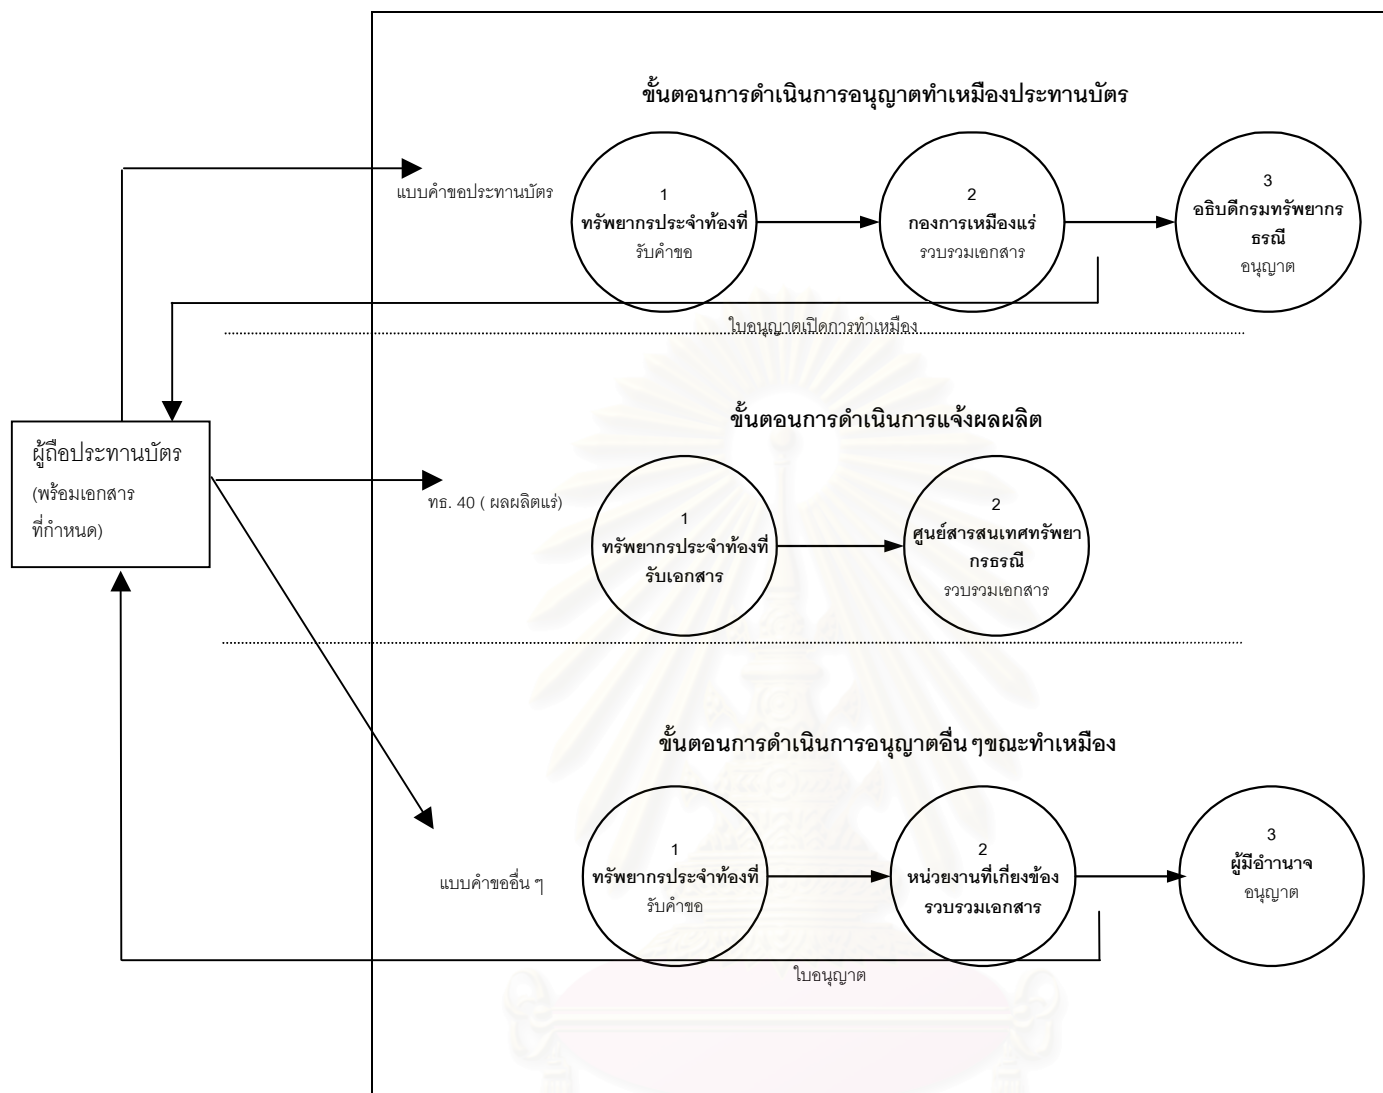 ขั้นตอนการดำเนินการอนุญาตทำเหมืองประทานบัตร
แบบคำขอประทานบัตร
1
ทรัพยากรประจำท้องที่
รับคำขอ
2
กองการเหมืองแร่
รวบรวมเอกสาร
3
อธิบดีกรมทรัพยากร
ธรณี
อนุญาต
ใบอนุญาตเปิดการทำเหมือง
ผู้ถือประทานบัตร
(พร้อมเอกสาร
ที่กำหนด)
ขั้นตอนการดำเนินการแจ้งผลผลิต
ทธ. 40 ( ผลผลิตแร่)
1
ทรัพยากรประจำท้องที่
รับเอกสาร
2
ศูนย์สารสนเทศทรัพยา
กรธรณี
รวบรวมเอกสาร
ขั้นตอนการดำเนินการอนุญาตอื่น ๆขณะทำเหมือง
แบบคำขออื่น ๆ
1
ทรัพยากรประจำท้องที่
รับคำขอ
2
หน่วยงานที่เกี่ยงข้อง
รวบรวมเอกสาร
3
ผู้มีอำานาจ
อนุญาต
ใบอนุญาต